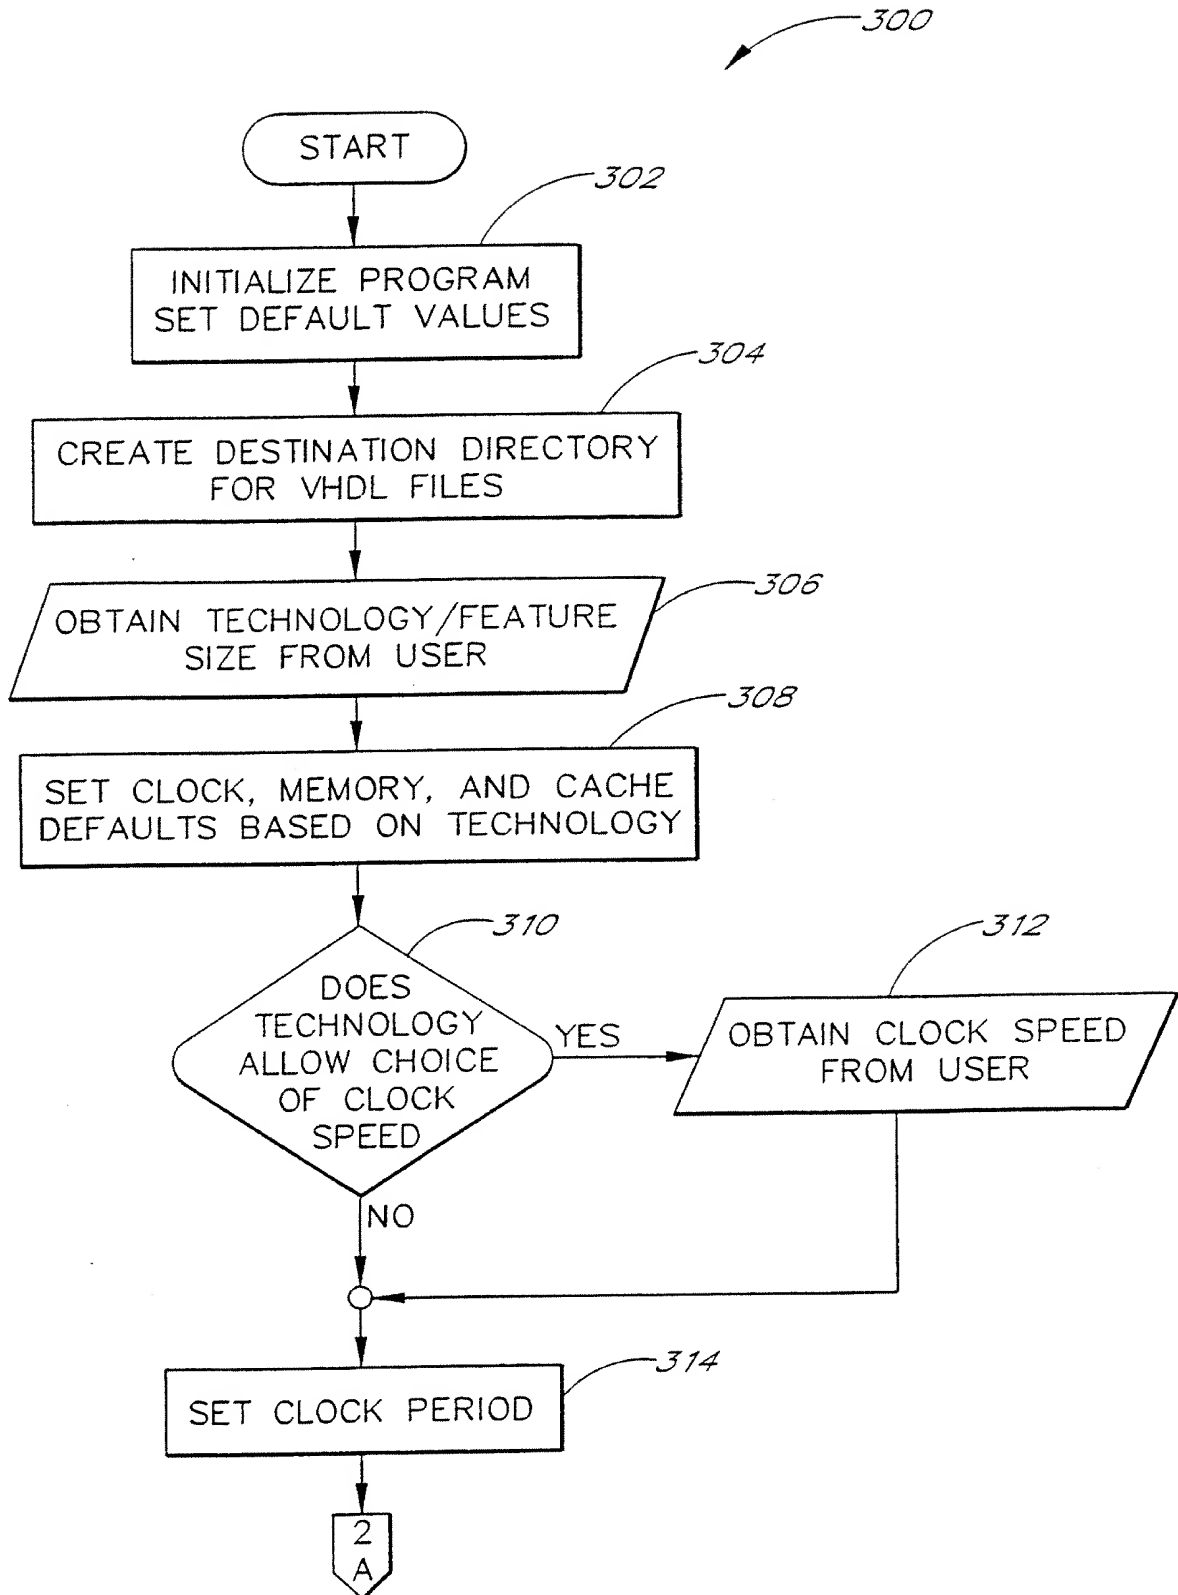 300
START
302
INITIALIZE PROGRAM
SET DEFAULT VALUES
304
CREATE DESTINATION DIRECTORY
FOR VHDL FILES
306
OBTAIN TECHNOLOGY/FEATURE
SIZE FROM USER
308
SET CLOCK, MEMORY, AND CACHE
DEFAULTS BASED ON TECHNOLOGY
310
DOES
TECHNOLOGY
ALLOW CHOICE
OF CLOCK
SPEED
YES
312
OBTAIN CLOCK SPEED
FROM USER
NO
314
SET CLOCK PERIOD
2
A